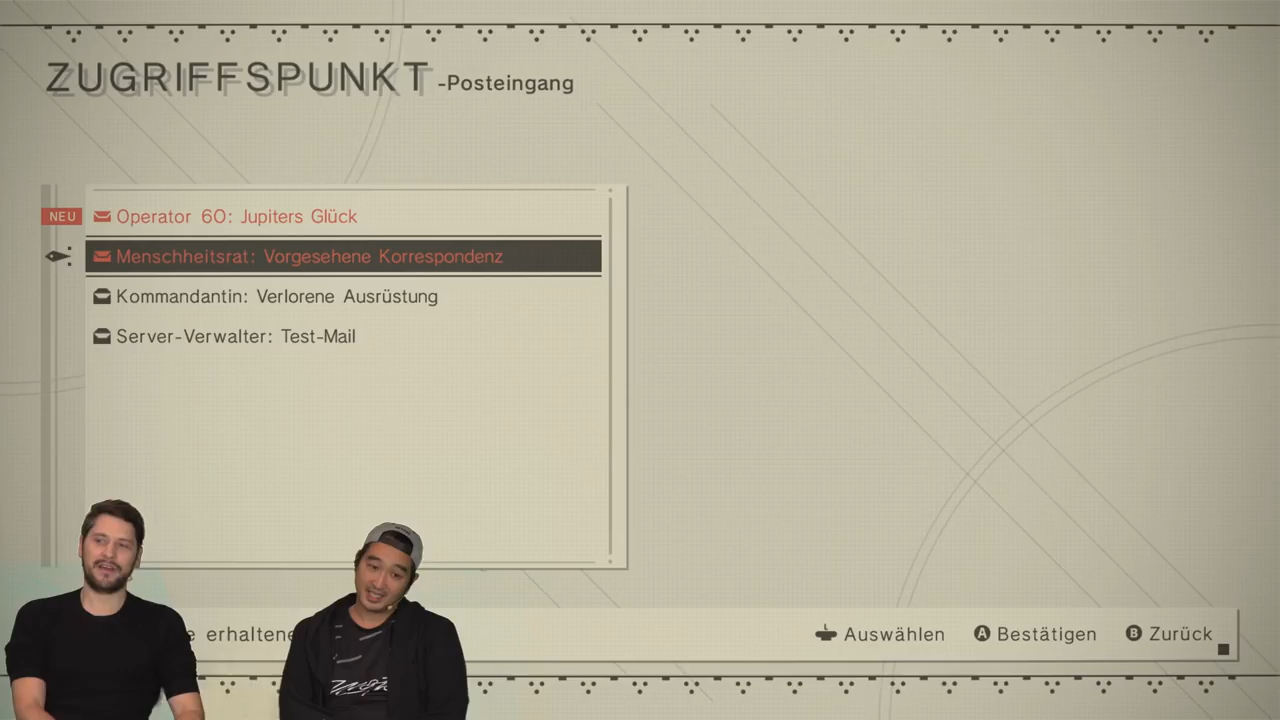 ZUGRIFFSPUNKT -Posteingang
NEU Operator 60: Jupiters Glück
Menschheitsrat: Vorgesehene Korrespondenz
Kommandantin: Verlorene Ausrüstung
Server-Verwalter: Test-Mail
Auswählen A Bestätigen B Zurück